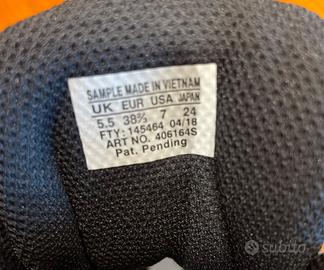 SAMPLE MADE IN VIETNAM
UK EUR USA JAPAN
5.5 38⅔ 7 24
FTY: 145464 04/18
ART NO. 406164S
Pat. Pending
subito